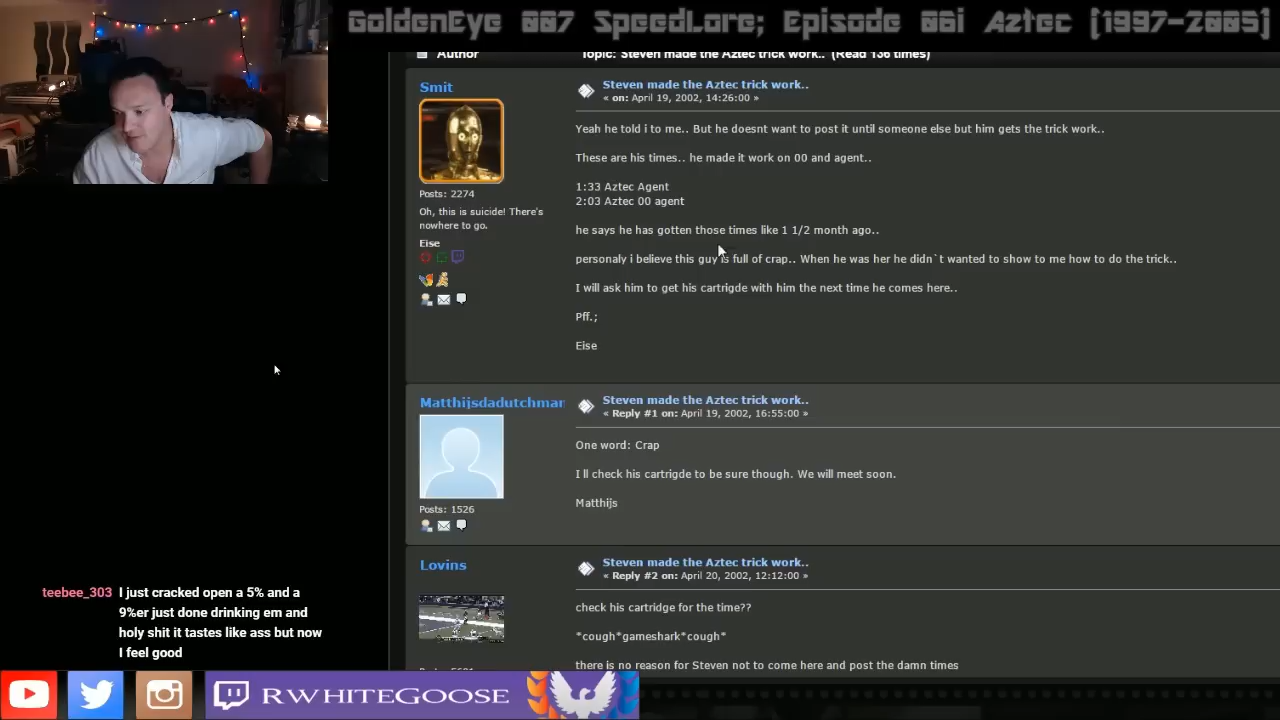 GoldenEye 007 SpeedLore; Episode 06i Aztec [1997-2005]
Author
Topic: Steven made the Aztec trick work.. (Read 136 times)
Smit
Steven made the Aztec trick work..
« on: April 19, 2002, 14:26:00 »
Yeah he told i to me.. But he doesnt want to post it until someone else but him gets the trick work..
These are his times.. he made it work on 00 and agent..
1:33 Aztec Agent
2:03 Aztec 00 agent
he says he has gotten those times like 1 1/2 month ago..
personaly i believe this guy is full of crap.. When he was her he didn`t wanted to show to me how to do the trick..
I will ask him to get his cartrigde with him the next time he comes here..
Pff.;
Eise
Posts: 2274
Oh, this is suicide! There's
nowhere to go.
Eise
Matthijsdadutchman
Steven made the Aztec trick work..
« Reply #1 on: April 19, 2002, 16:55:00 »
One word: Crap
I ll check his cartrigde to be sure though. We will meet soon.
Matthijs
Posts: 1526
Lovins
Steven made the Aztec trick work..
« Reply #2 on: April 20, 2002, 12:12:00 »
check his cartridge for the time??
*cough*gameshark*cough*
there is no reason for Steven not to come here and post the damn times
teebee_303 I just cracked open a 5% and a
9%er just done drinking em and
holy shit it tastes like ass but now
I feel good
RWHITEGOOSE